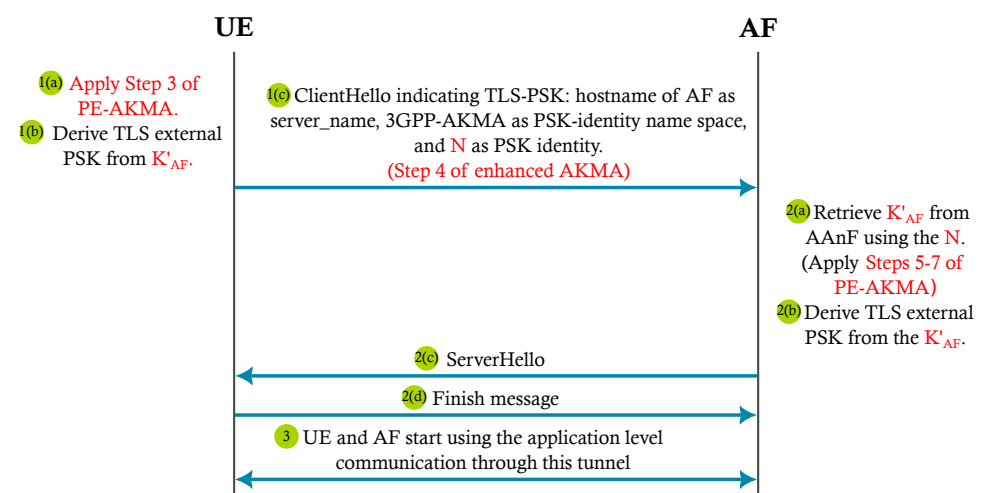 UE
AF
1(a) Apply Step 3 of
PE-AKMA.
1(b) Derive TLS external
PSK from K'AF.
1(c) ClientHello indicating TLS-PSK: hostname of AF as
server_name, 3GPP-AKMA as PSK-identity name space,
and N as PSK identity.
(Step 4 of enhanced AKMA)
2(a) Retrieve K'AF from
AAnF using the N.
(Apply Steps 5-7 of
PE-AKMA)
2(b) Derive TLS external
PSK from the K'AF.
2(c) ServerHello
2(d) Finish message
3 UE and AF start using the application level
communication through this tunnel